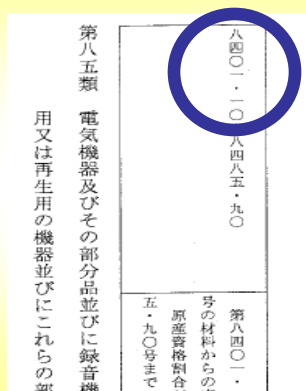 八四〇一・一〇―八四八五・九〇
第八四〇一・
号の材料からの
原産資格割合
五・九〇号まで
第八五類 電気機器及びその部分品並びに録音機
用又は再生用の機器並びにこれらの部